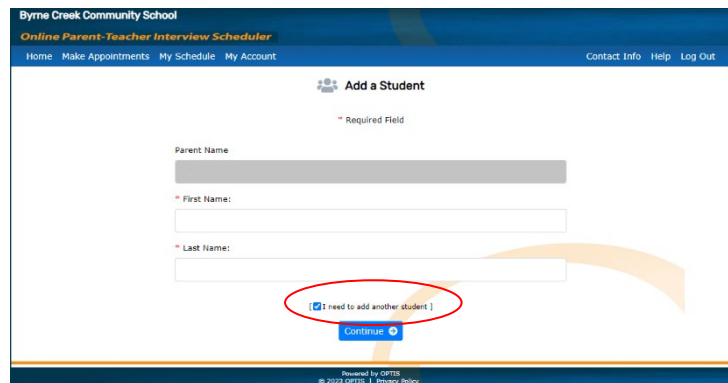 Byrne Creek Community School
Online Parent-Teacher Interview Scheduler
Home Make Appointments My Schedule My Account Contact Info Help Log Out
Add a Student
* Required Field
Parent Name
* First Name:
* Last Name:
[ I need to add another student ]
Continue
Powered by OPTIS
© 2023 OPTIS | Privacy Policy